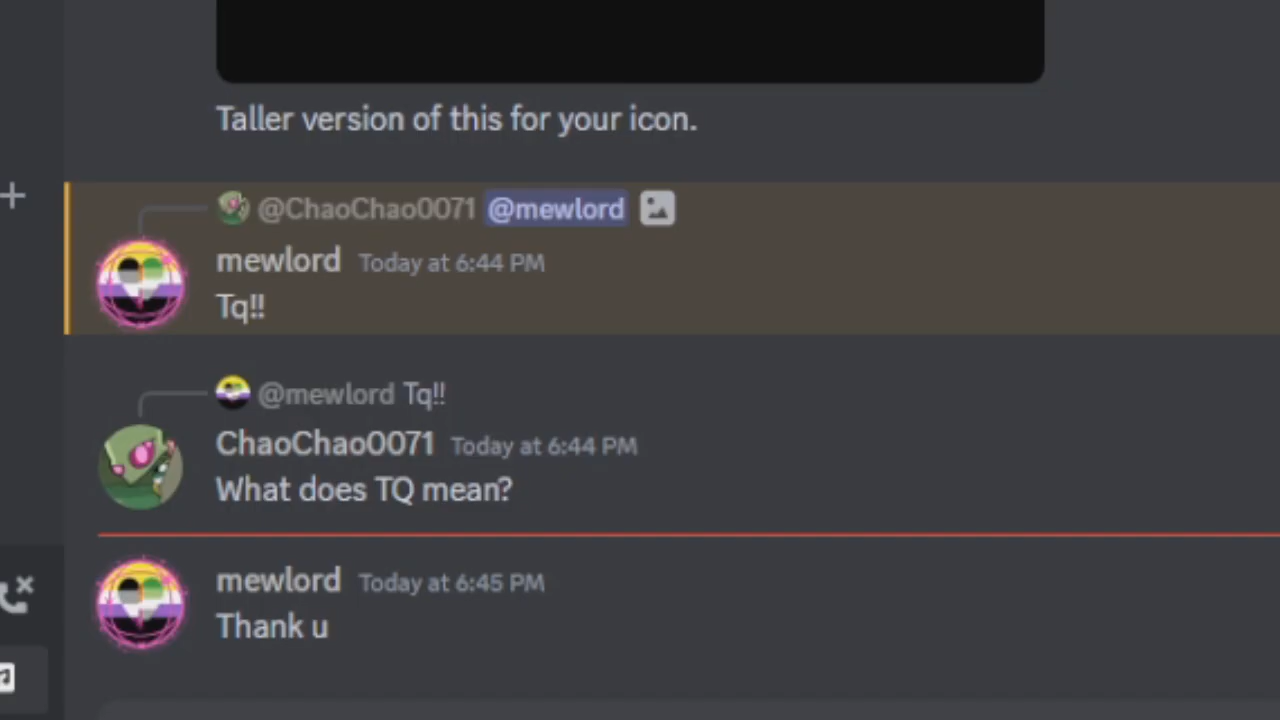 Taller version of this for your icon.
@ChaoChao0071 @mewlord
mewlord Today at 6:44 PM
Tq!!
@mewlord Tq!!
ChaoChao0071 Today at 6:44 PM
What does TQ mean?
mewlord Today at 6:45 PM
Thank u